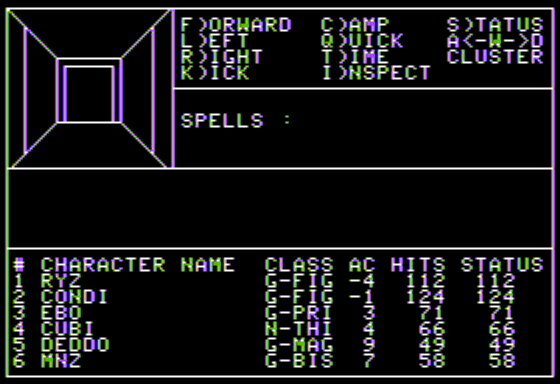 F)ORWARD C)AMP S)TATUS
L)EFT Q)UICK A<-W->D
R)IGHT T)IME CLUSTER
K)ICK I)NSPECT
SPELLS :
# CHARACTER NAME CLASS AC HITS STATUS
1 RYZ G-FIG -4 112 112
2 CONDI G-FIG -1 124 124
3 EBO G-PRI 3 71 71
4 CUBI N-THI 4 66 66
5 DEDDO G-MAG 9 49 49
6 MNZ G-BIS 7 58 58